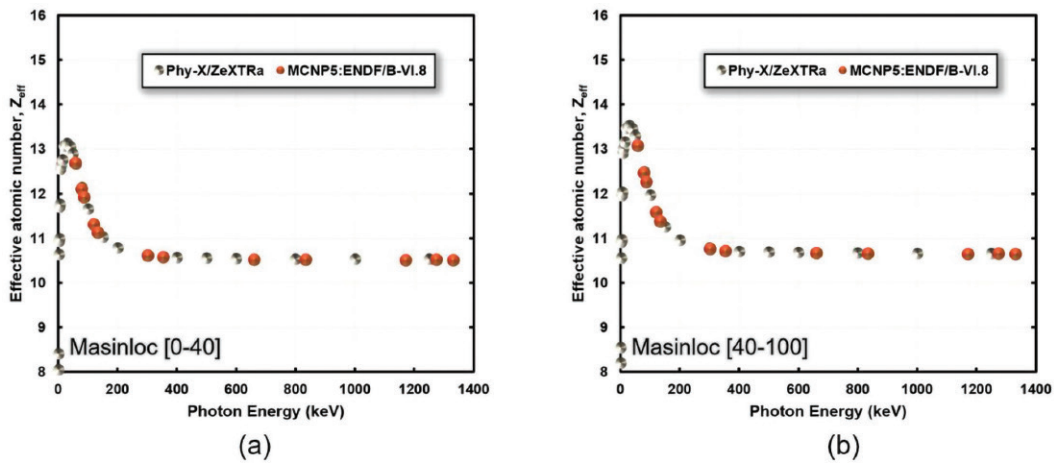 16
15
14
13
12
11
10
9
8
Effective atomic number, Zeff
Phy-X/ZeXTRa MCNP5:ENDF/B-VI.8
Masinloc [0-40]
0 200 400 600 800 1000 1200 1400
Photon Energy (keV)
(a)
16
15
14
13
12
11
10
9
8
Effective atomic number, Zeff
Phy-X/ZeXTRa MCNP5:ENDF/B-VI.8
Masinloc [40-100]
0 200 400 600 800 1000 1200 1400
Photon Energy (keV)
(b)